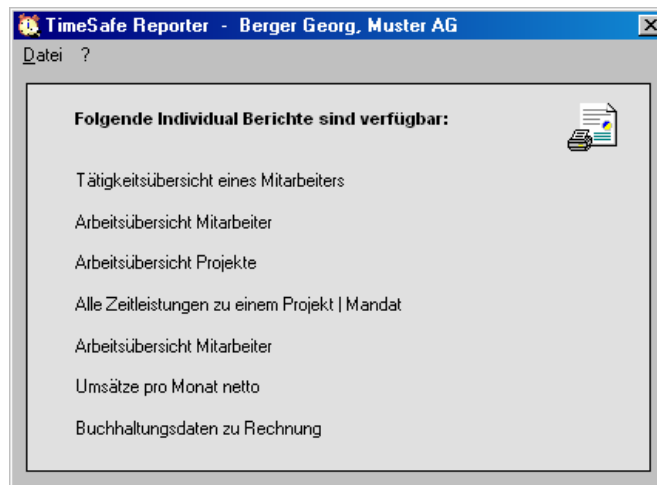 TimeSafe Reporter - Berger Georg, Muster AG
Datei ?
Folgende Individual Berichte sind verfügbar:
Tätigkeitsübersicht eines Mitarbeiters
Arbeitsübersicht Mitarbeiter
Arbeitsübersicht Projekte
Alle Zeitleistungen zu einem Projekt | Mandat
Arbeitsübersicht Mitarbeiter
Umsätze pro Monat netto
Buchhaltungsdaten zu Rechnung